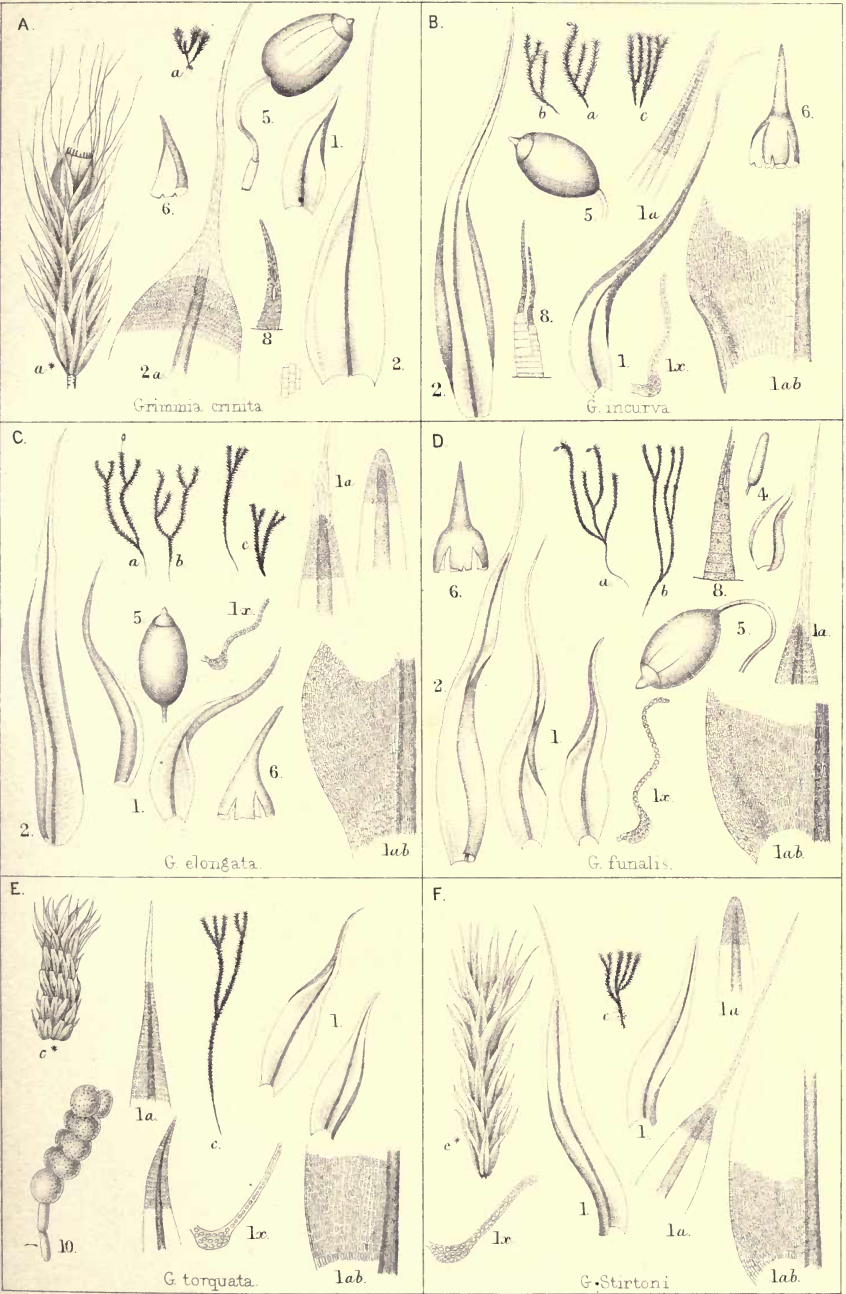 A.
a
5.
1.
6.
8
a*
2a
2.
Grimmia crinita
B.
b a c
6.
5
1a
8.
2.
1.
1x.
1ab
G. incurva
C.
a b c
1a
5.
1x.
6.
2.
1.
1ab
G. elongata.
D
4.
6.
a b 8.
5.
1a.
2.
1.
1x.
1ab.
G. funalis.
E.
c*
1a.
1.
c.
10.
1x.
1ab.
G. torquata.
F.
c
1a
1.
c*
1.
1a.
1x
1ab.
G. Stirtoni